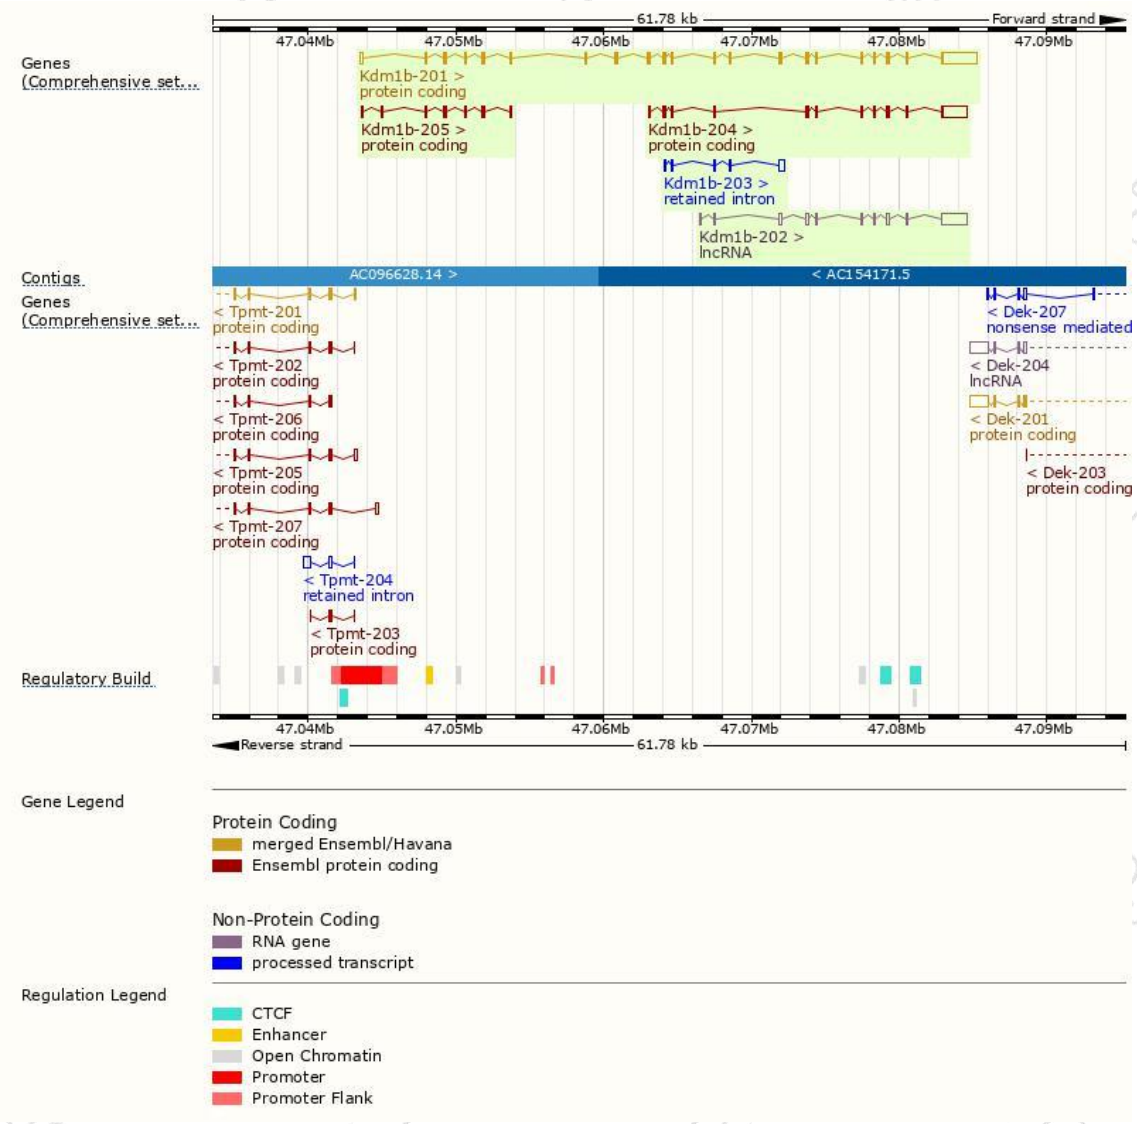 61.78 kb Forward strand
47.04Mb 47.05Mb 47.06Mb 47.07Mb 47.08Mb 47.09Mb
Genes
(Comprehensive set...
Kdm1b-201 >
protein coding
Kdm1b-205 > Kdm1b-204 >
protein coding protein coding
Kdm1b-203 >
retained intron
Kdm1b-202 >
lncRNA
Contigs AC096628.14 > < AC154171.5
Genes
(Comprehensive set...
< Tpmt-201 < Dek-207
protein coding nonsense mediated
< Tpmt-202 < Dek-204
protein coding lncRNA
< Tpmt-206 < Dek-201
protein coding protein coding
< Tpmt-205 < Dek-203
protein coding protein coding
< Tpmt-207
protein coding
< Tpmt-204
retained intron
< Tpmt-203
protein coding
Regulatory Build
47.04Mb 47.05Mb 47.06Mb 47.07Mb 47.08Mb 47.09Mb
Reverse strand 61.78 kb
Gene Legend
Protein Coding
merged Ensembl/Havana
Ensembl protein coding
Non-Protein Coding
RNA gene
processed transcript
Regulation Legend
CTCF
Enhancer
Open Chromatin
Promoter
Promoter Flank